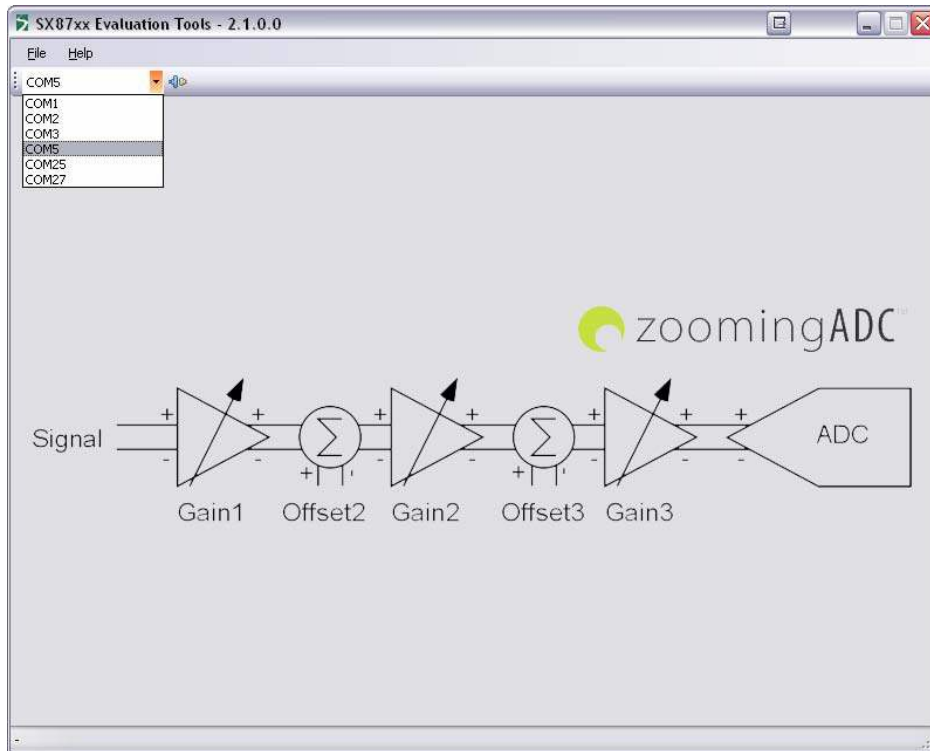 SX87xx Evaluation Tools - 2.1.0.0
File Help
COM5
COM1
COM2
COM3
COM5
COM25
COM27
zoomingADC™
+ + + + + + +
Signal ∑ ∑ ADC
- - - - - -
+ ' + '
Gain1 Offset2 Gain2 Offset3 Gain3
-